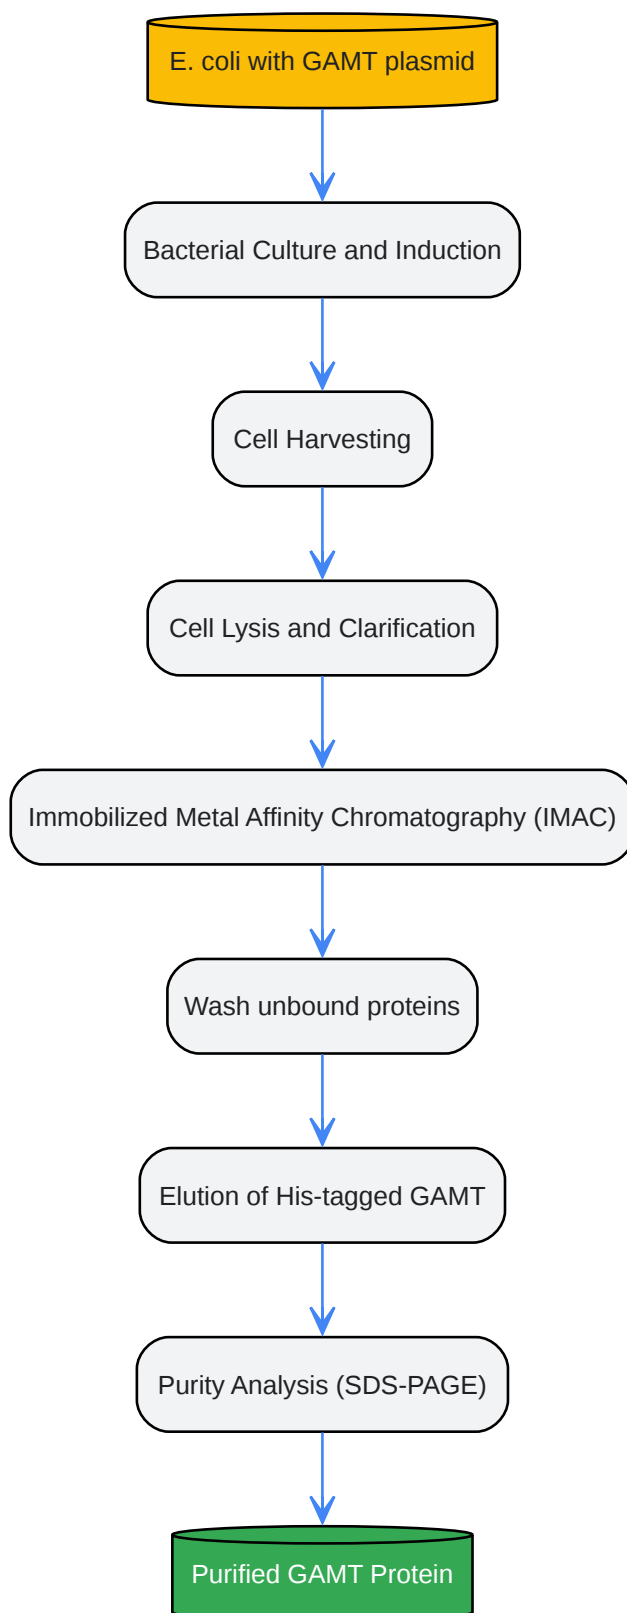 E. coli with GAMT plasmid
Bacterial Culture and Induction
Cell Harvesting
Cell Lysis and Clarification
Immobilized Metal Affinity Chromatography (IMAC)
Wash unbound proteins
Elution of His-tagged GAMT
Purity Analysis (SDS-PAGE)
Purified GAMT Protein